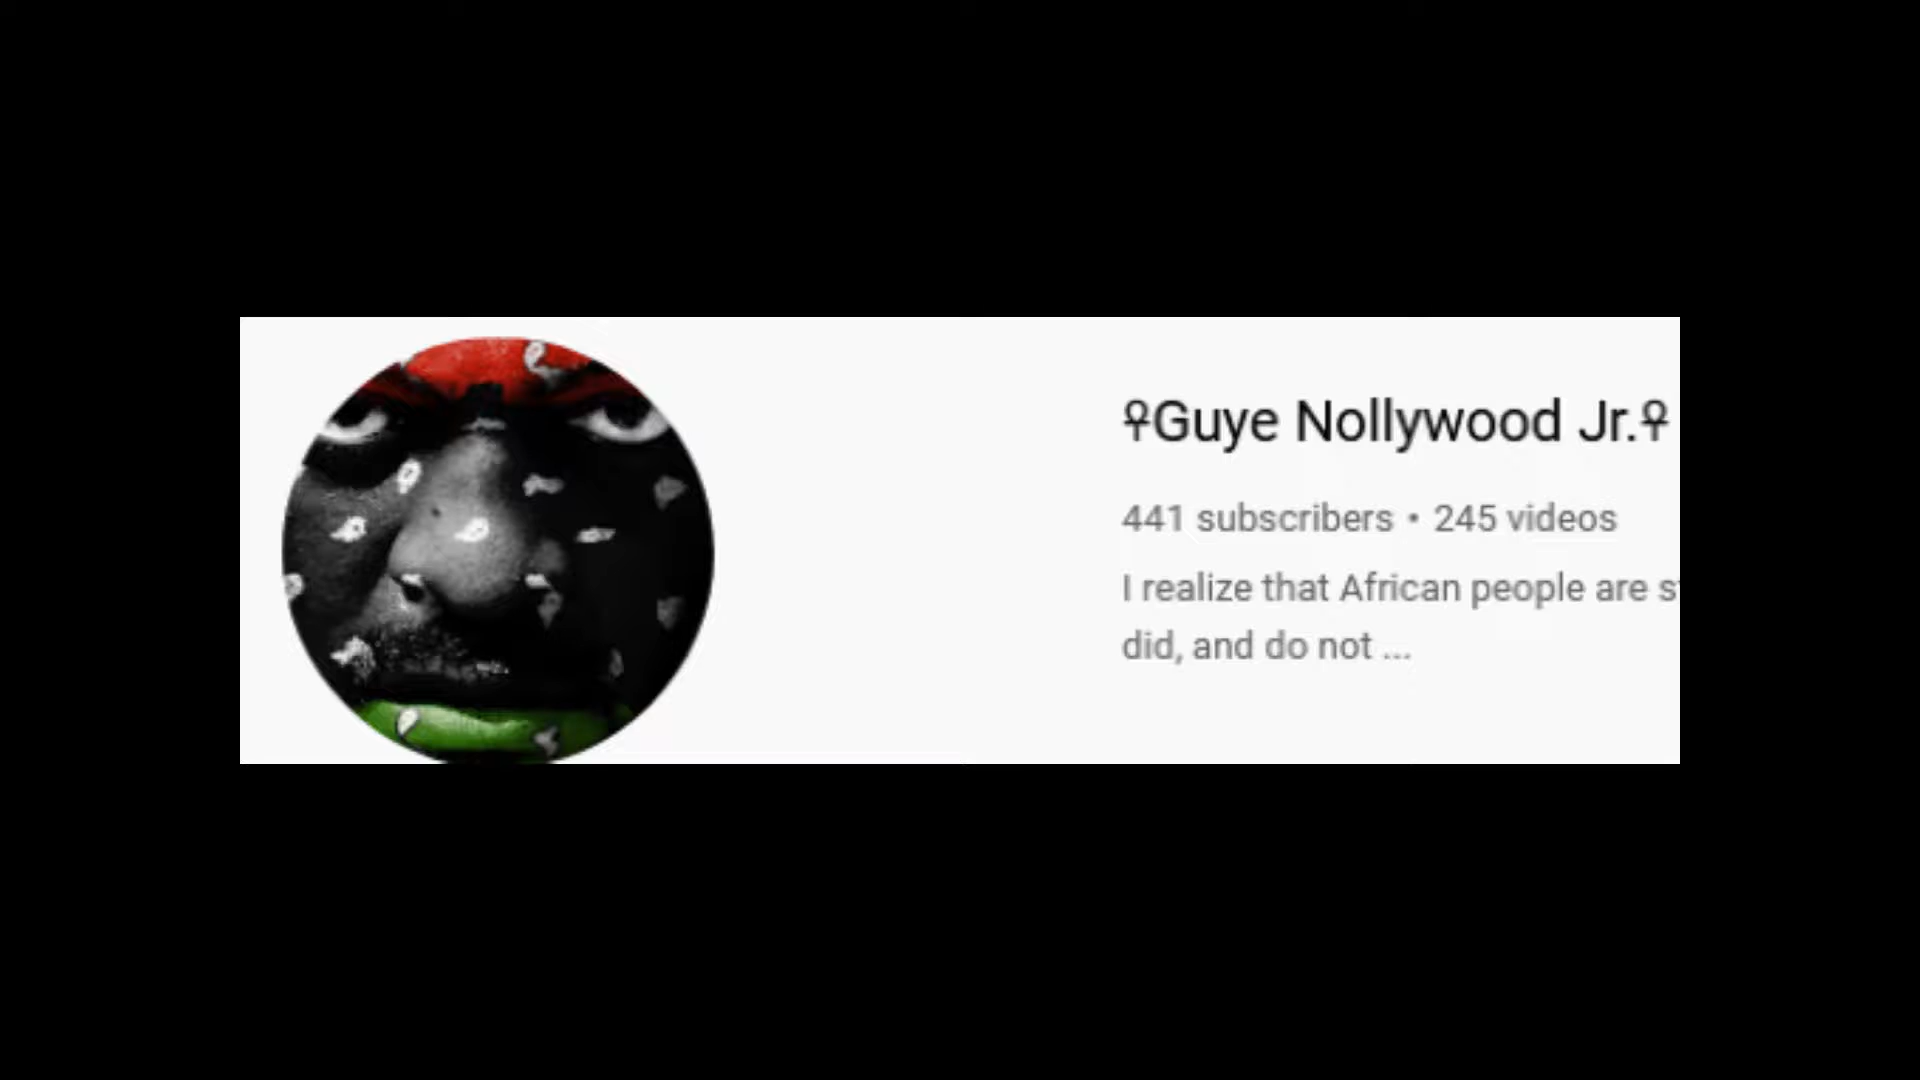 ♀Guye Nollywood Jr.♀
441 subscribers • 245 videos
I realize that African people are
did, and do not ...